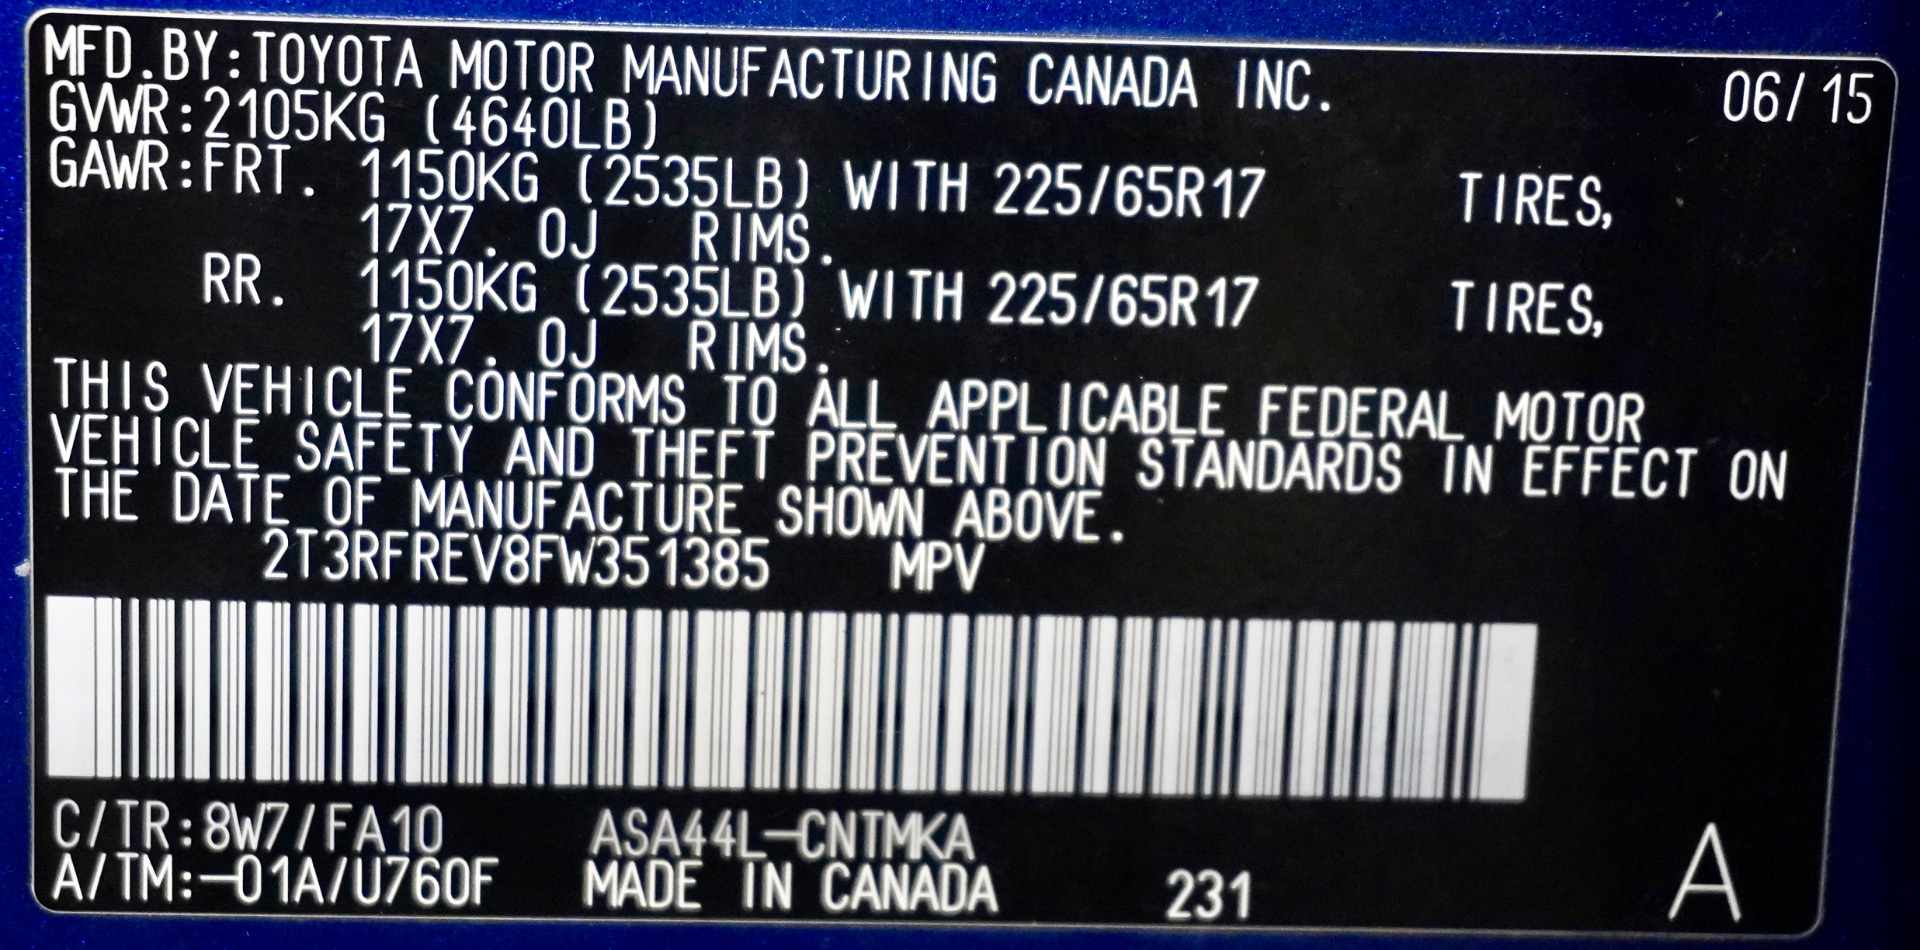 MFD.BY:TOYOTA MOTOR MANUFACTURING CANADA INC. 06/15
GVWR:2105KG (4640LB)
GAWR:FRT. 1150KG (2535LB) WITH 225/65R17 TIRES,
17X7. 0J RIMS.
RR. 1150KG (2535LB) WITH 225/65R17 TIRES,
17X7. 0J RIMS.
THIS VEHICLE CONFORMS TO ALL APPLICABLE FEDERAL MOTOR
VEHICLE SAFETY AND THEFT PREVENTION STANDARDS IN EFFECT ON
THE DATE OF MANUFACTURE SHOWN ABOVE.
2T3RFREV8FW351385 MPV
C/TR:8W7/FA10 ASA44L-CNTMKA
A/TM:-01A/U760F MADE IN CANADA 231 A